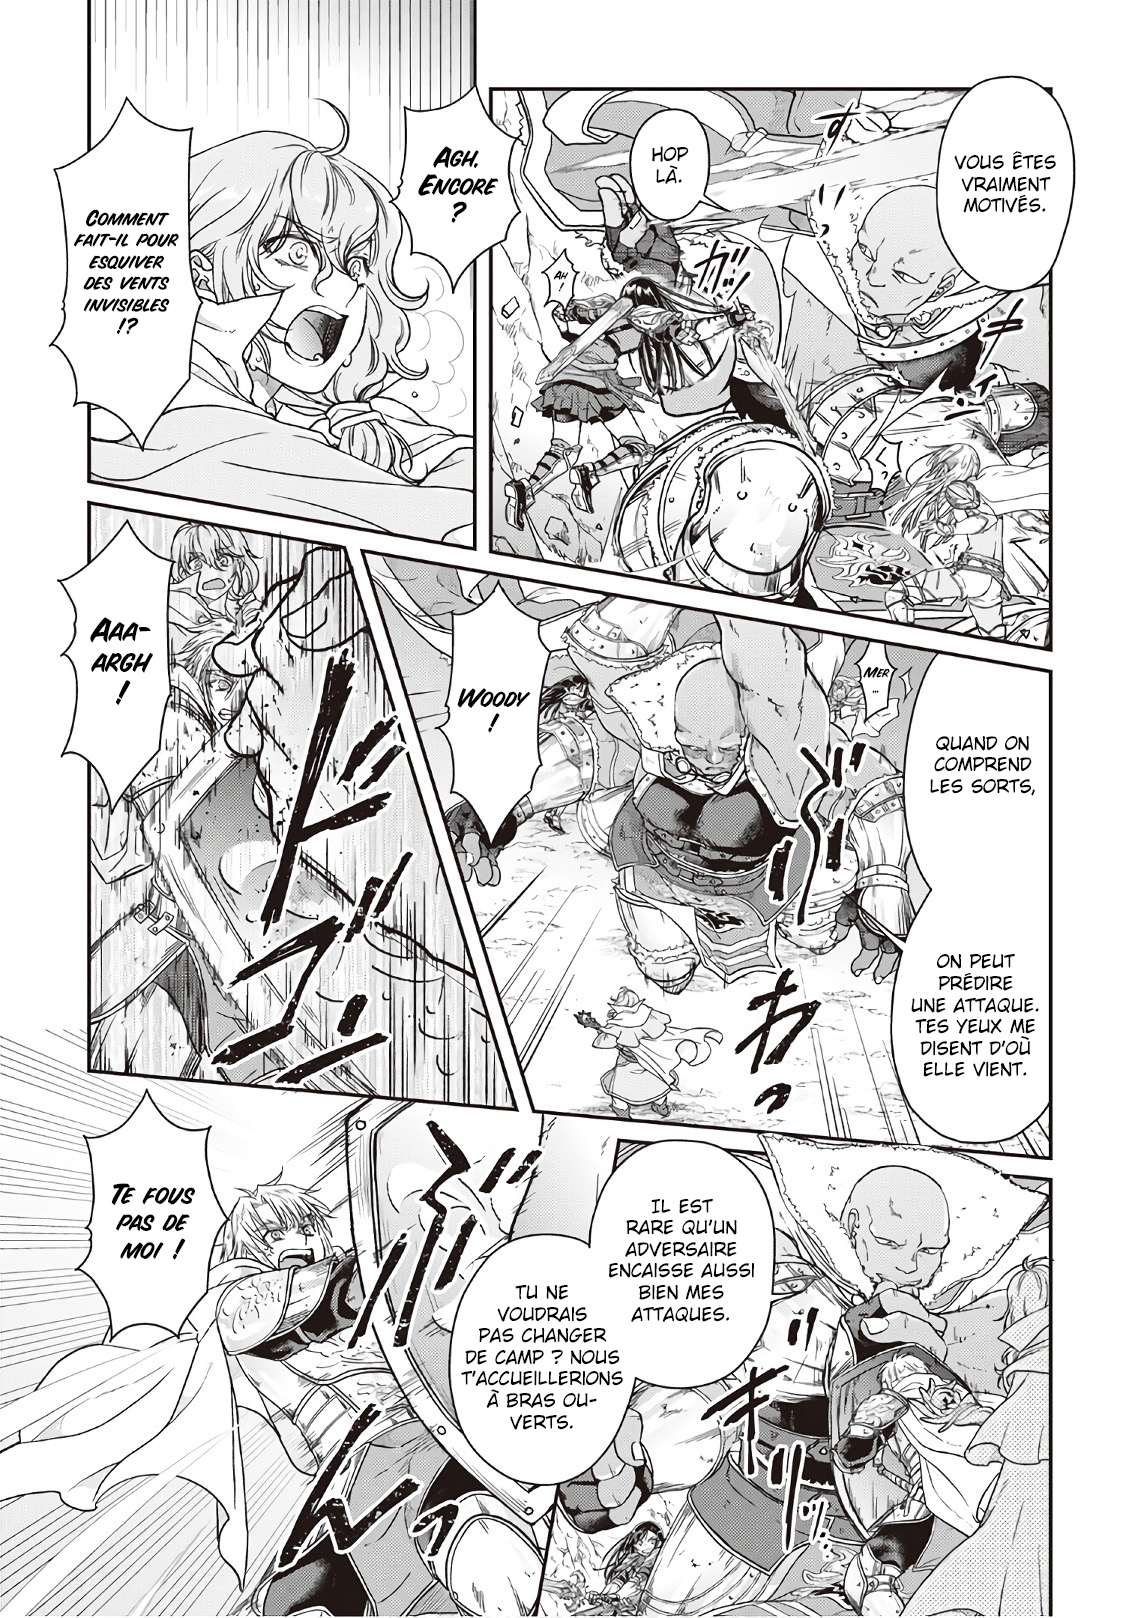 VOUS ÊTES
VRAIMENT
MOTIVÉS.
HOP
LÀ.
AH
!
AGH.
ENCORE
?
COMMENT
FAIT-IL POUR
ESQUIVER
DES VENTS
INVISIBLES
!?
MER
...
QUAND ON
COMPREND
LES SORTS,
ON PEUT
PRÉDIRE
UNE ATTAQUE.
TES YEUX ME
DISENT D'OÙ
ELLE VIENT.
WOODY
!
AAA-
ARGH
!
IL EST
RARE QU'UN
ADVERSAIRE
ENCAISSE AUSSI
BIEN MES
ATTAQUES.
TU NE
VOUDRAIS
PAS CHANGER
DE CAMP ? NOUS
T'ACCUEILLERIONS
À BRAS OU-
VERTS.
TE FOUS
PAS DE
MOI !